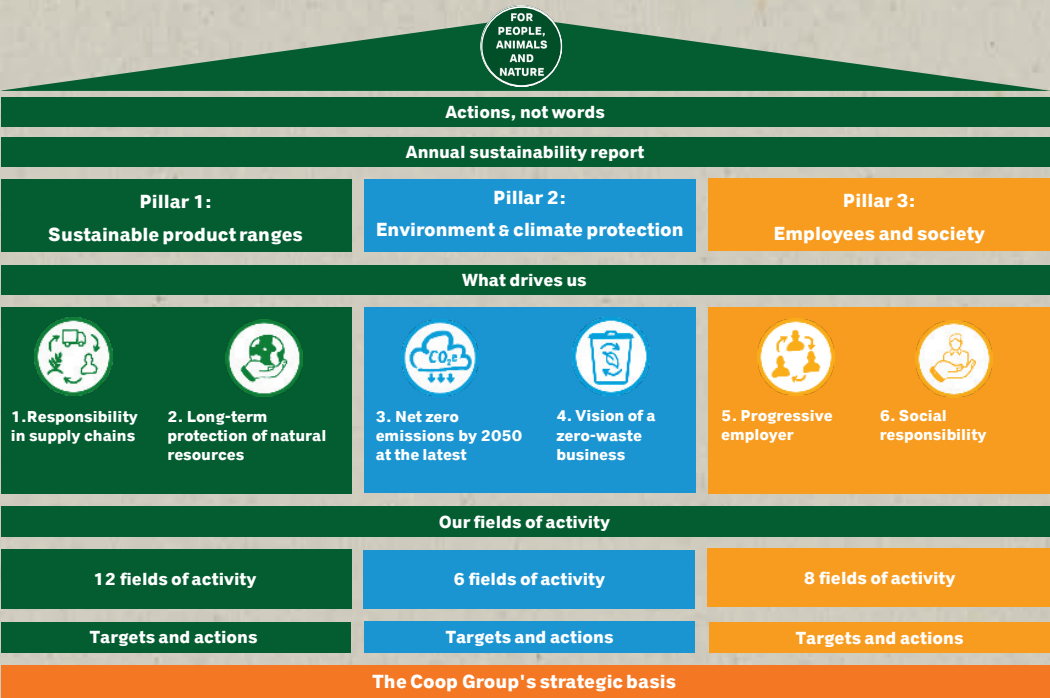 FOR
PEOPLE,
ANIMALS
AND
NATURE
Actions, not words
Annual sustainability report
Pillar 1:
Sustainable product ranges
Pillar 2:
Environment & climate protection
Pillar 3:
Employees and society
What drives us
1.Responsibility
in supply chains
2. Long-term
protection of natural
resources
CO₂e
3. Net zero
emissions by 2050
at the latest
4. Vision of a
zero-waste
business
5. Progressive
employer
6. Social
responsibility
Our fields of activity
12 fields of activity
6 fields of activity
8 fields of activity
Targets and actions
Targets and actions
Targets and actions
The Coop Group's strategic basis